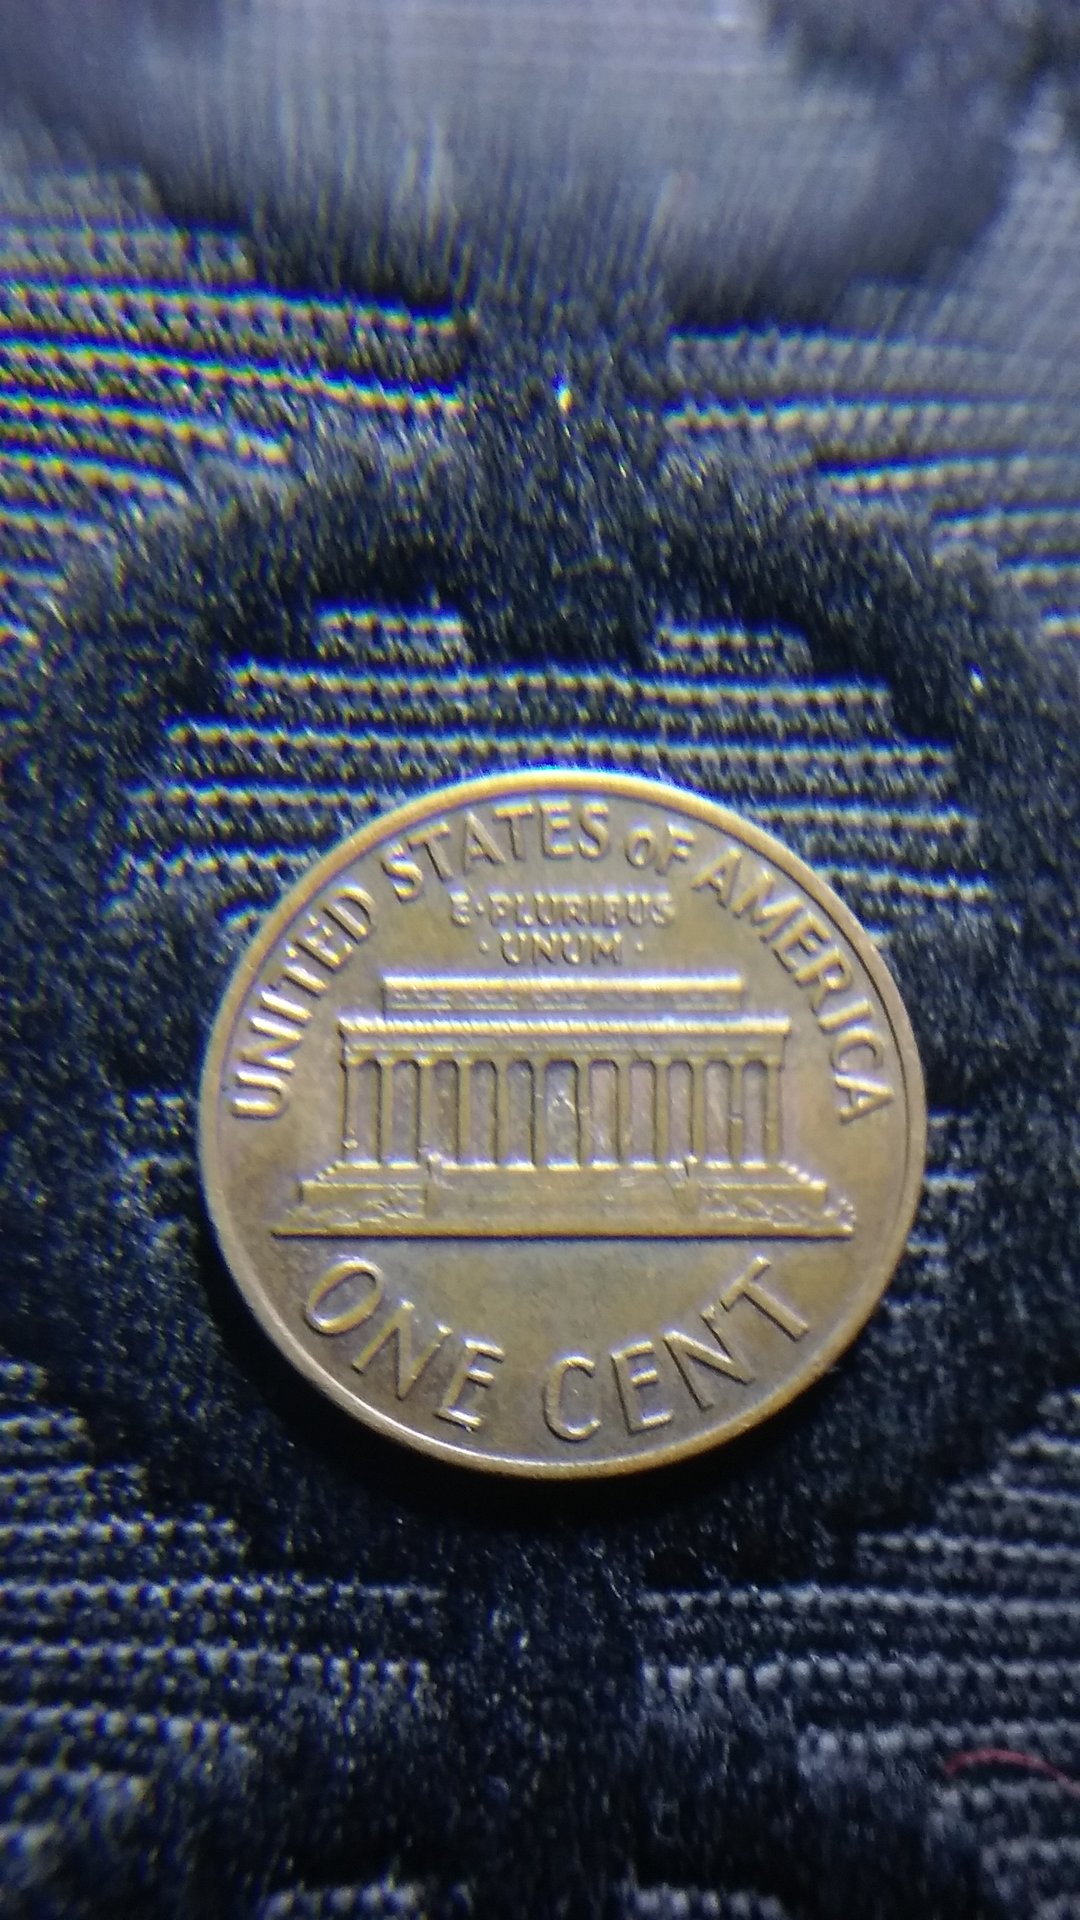 UNITED STATES OF AMERICA
E·PLURIBUS
·UNUM·
ONE CENT